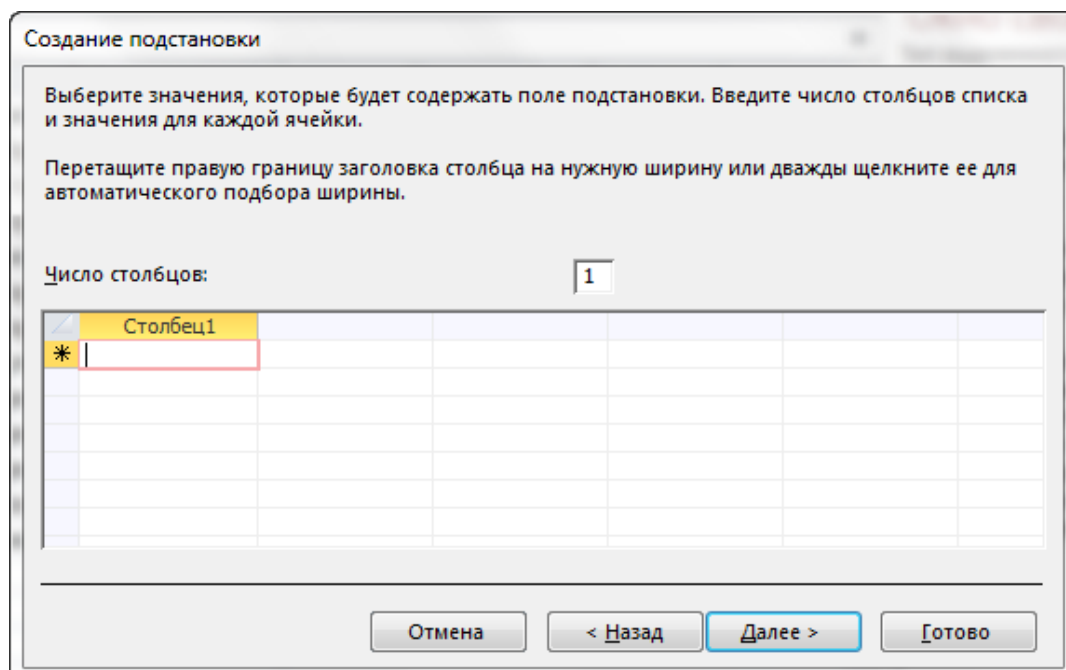 Создание подстановки
Выберите значения, которые будет содержать поле подстановки. Введите число столбцов списка
и значения для каждой ячейки.
Перетащите правую границу заголовка столбца на нужную ширину или дважды щелкните ее для
автоматического подбора ширины.
Число столбцов: 1
Столбец1
Отмена < Назад Далее > Готово